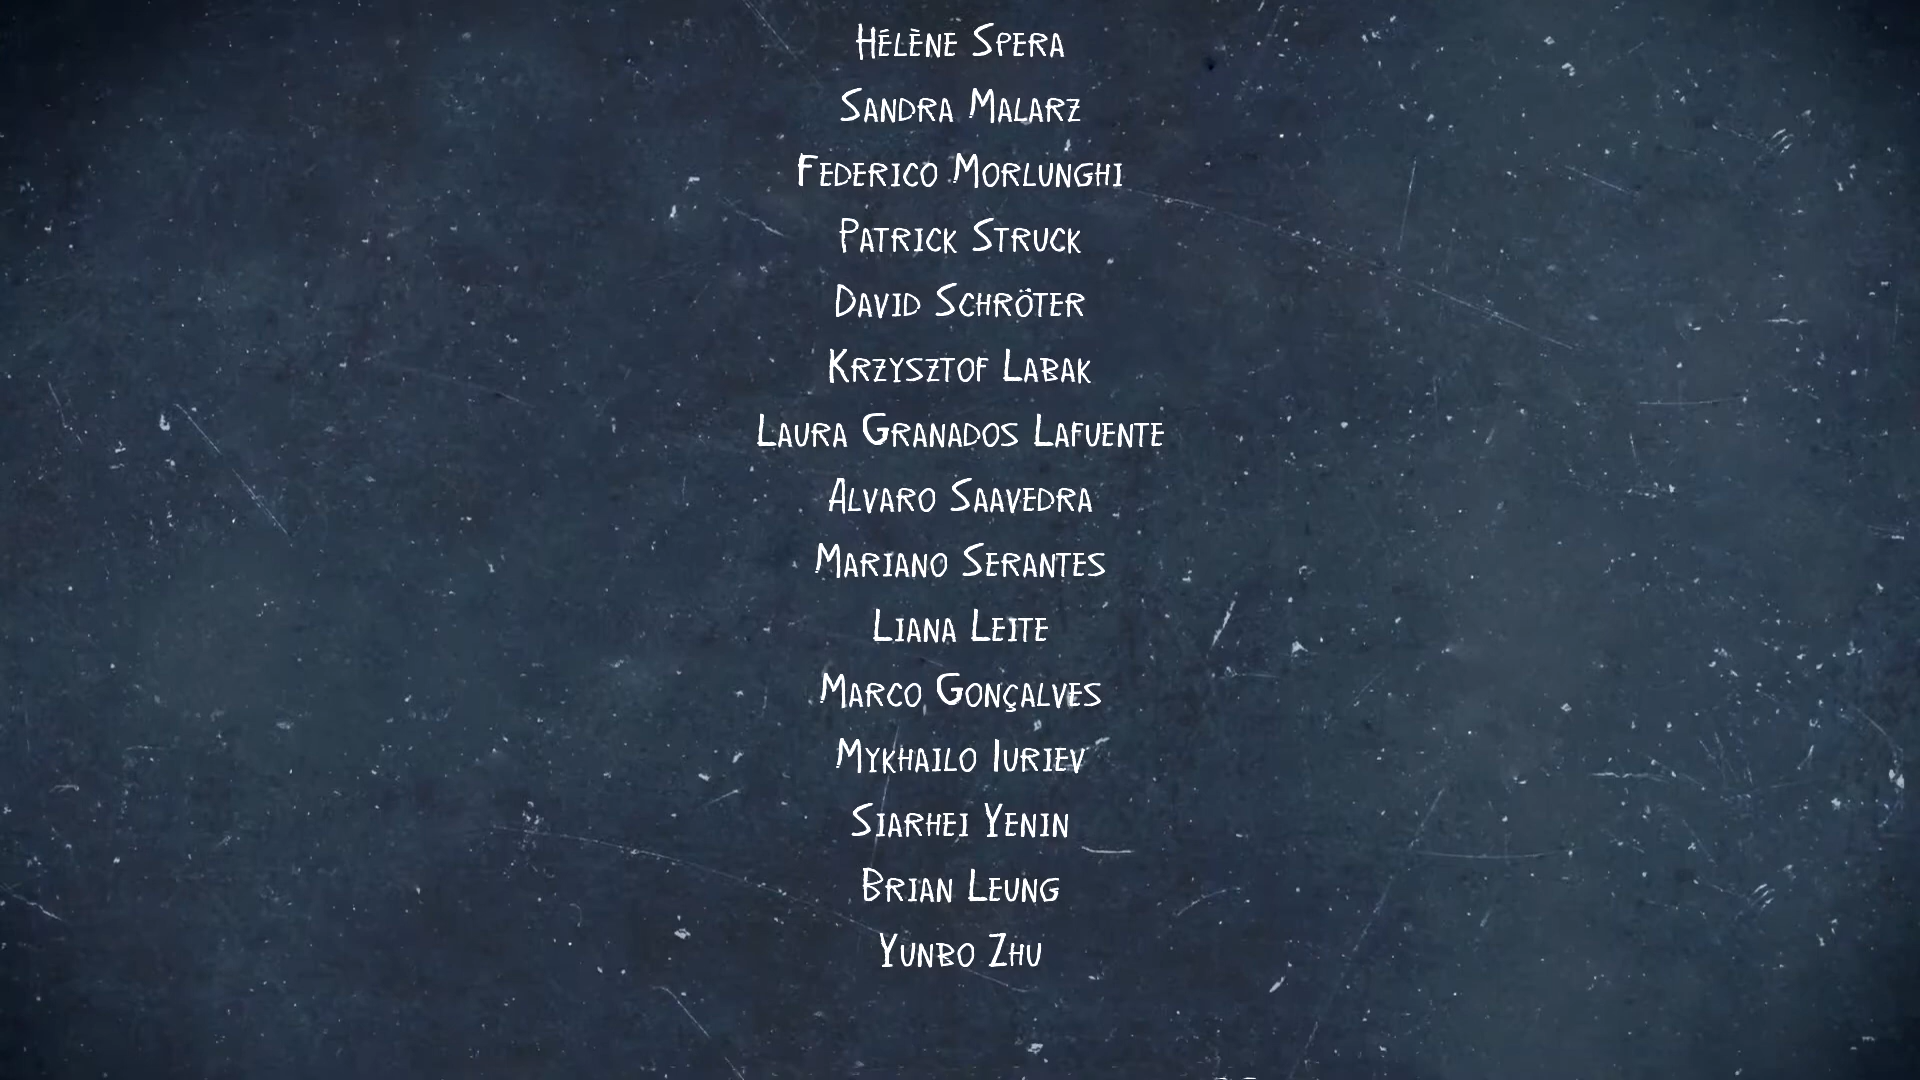 Hélène Spera
Sandra Malarz
Federico Morlunghi
Patrick Struck
David Schröter
Krzysztof Labak
Laura Granados Lafuente
Alvaro Saavedra
Mariano Serantes
Liana Leite
Marco Gonçalves
Mykhailo Iuriev
Siarhei Yenin
Brian Leung
Yunbo Zhu